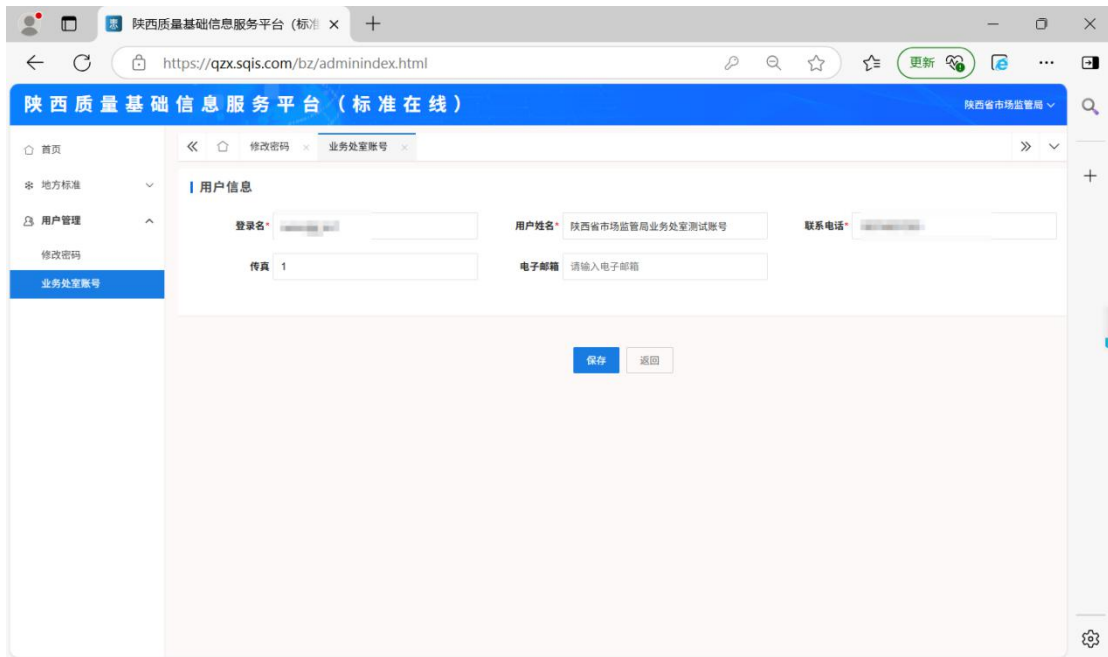 陕西质量基础信息服务平台（标准
https://qzx.sqis.com/bz/adminindex.html
更新
陕西质量基础信息服务平台（标准在线）
陕西省市场监管局
首页
修改密码
业务处室账号
地方标准
用户管理
修改密码
业务处室账号
用户信息
登录名*
用户姓名* 陕西省市场监管局业务处室测试账号
联系电话*
传真 1
电子邮箱 请输入电子邮箱
保存 返回